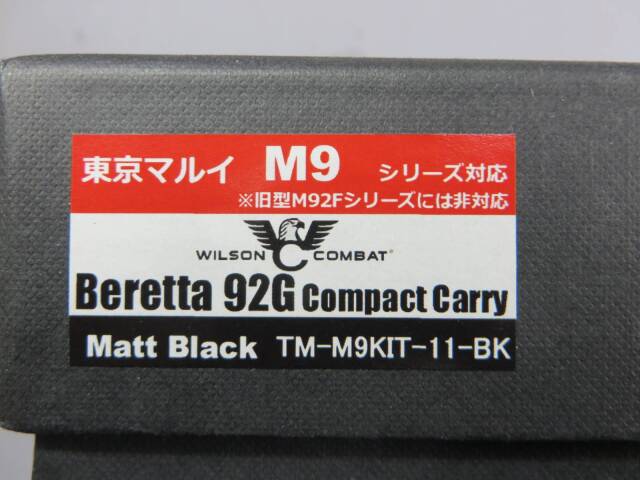 東京マルイ M9 シリーズ対応
※旧型M92Fシリーズには非対応
WILSON COMBAT®
Beretta 92G Compact Carry
Matt Black TM-M9KIT-11-BK